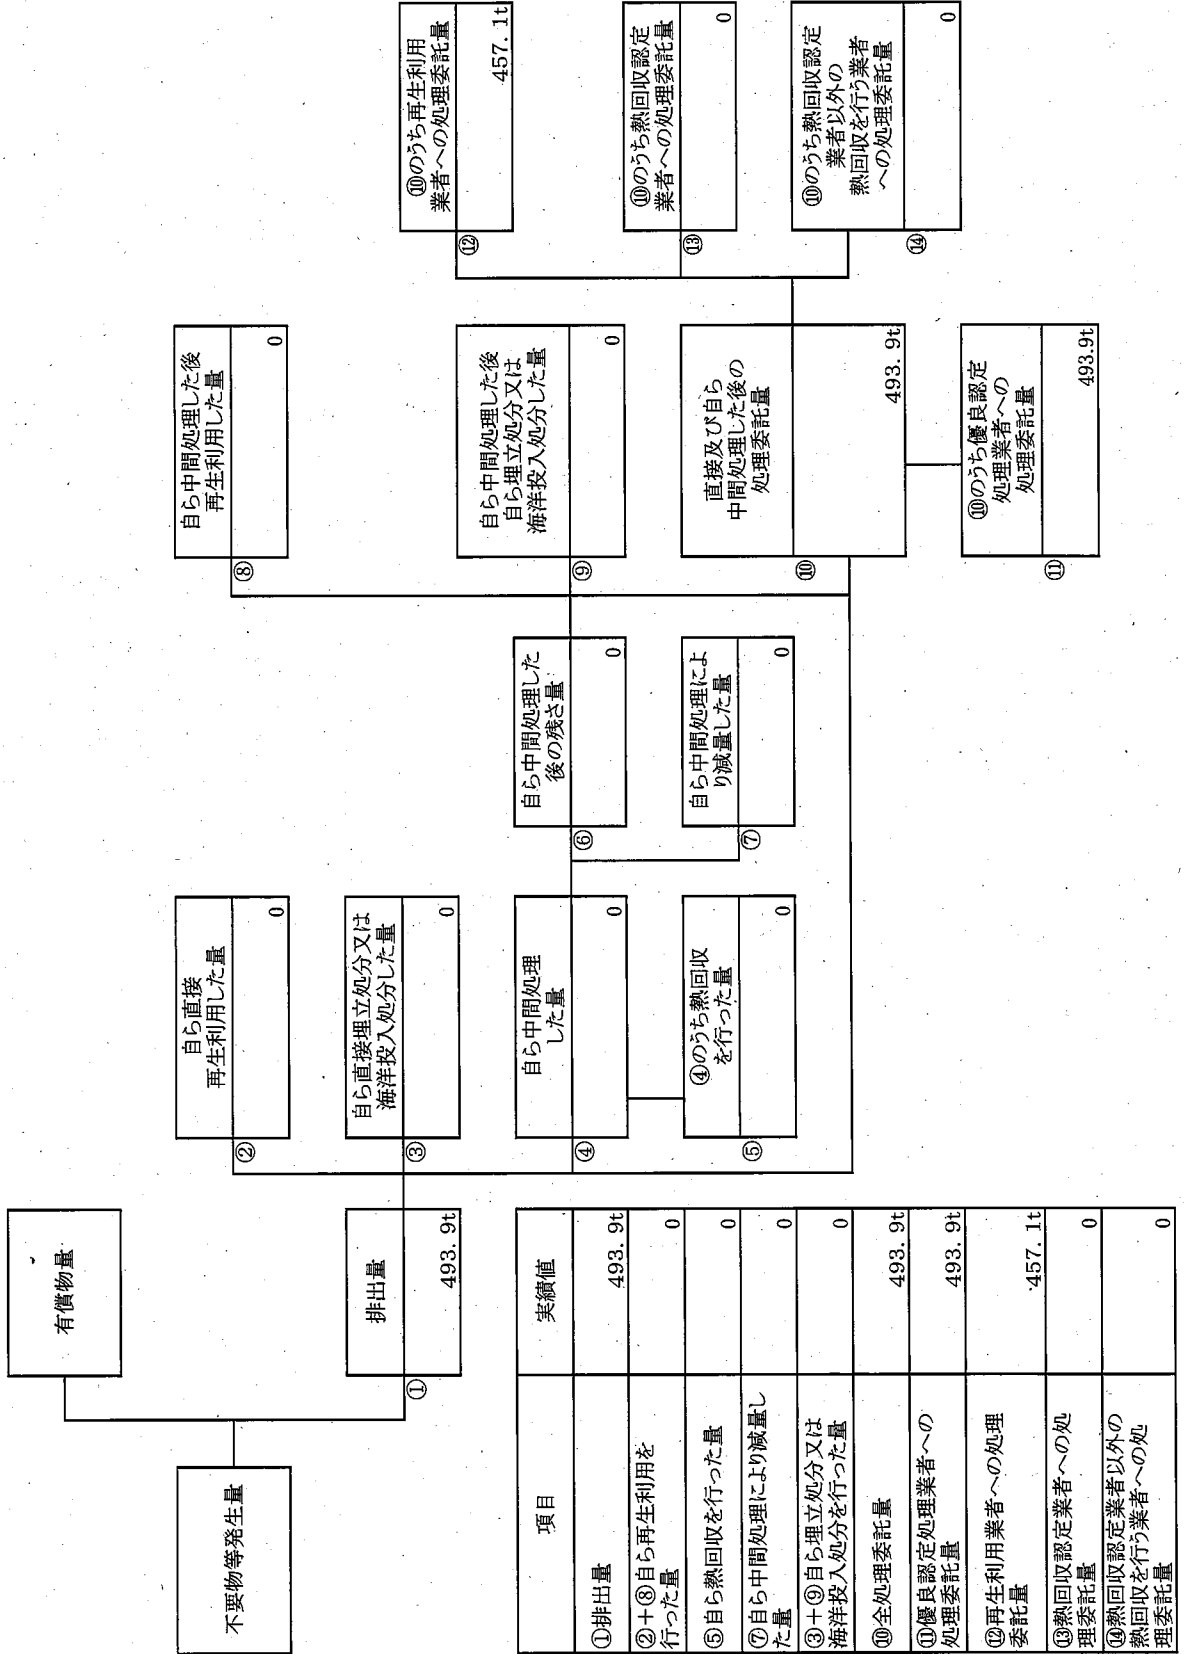 不要物等発生量
有償物量
排出量
①
493. 9t
自ら直接
再生利用した量
②
0
自ら直接埋立処分又は
海洋投入処分した量
③
0
自ら中間処理
した量
④
0
④のうち熱回収
を行った量
⑤
0
自ら中間処理した
後の残さ量
⑥
0
自ら中間処理によ
り減量した量
⑦
0
自ら中間処理した後
再生利用した量
⑧
0
自ら中間処理した後
自ら埋立処分又は
海洋投入処分した量
⑨
0
直接及び自ら
中間処理した後の
処理委託量
⑩
493. 9t
⑩のうち優良認定
処理業者への
処理委託量
⑪
493.9t
⑩のうち再生利用
業者への処理委託量
⑫
457. 1t
⑩のうち熱回収認定
業者への処理委託量
⑬
0
⑩のうち熱回収認定
業者以外の
熱回収を行う業者
への処理委託量
⑭
0
項目 実績値
①排出量 493. 9t
②+⑧自ら再生利用を
行った量 0
⑤自ら熱回収を行った量 0
⑦自ら中間処理により減量し
た量 0
③+⑨自ら埋立処分又は
海洋投入処分を行った量 0
⑩全処理委託量 493. 9t
⑪優良認定処理業者への
処理委託量 493. 9t
⑫再生利用業者への処理
委託量 457. 1t
⑬熱回収認定業者への処
理委託量 0
⑭熱回収認定業者以外の
熱回収を行う業者への処
理委託量 0